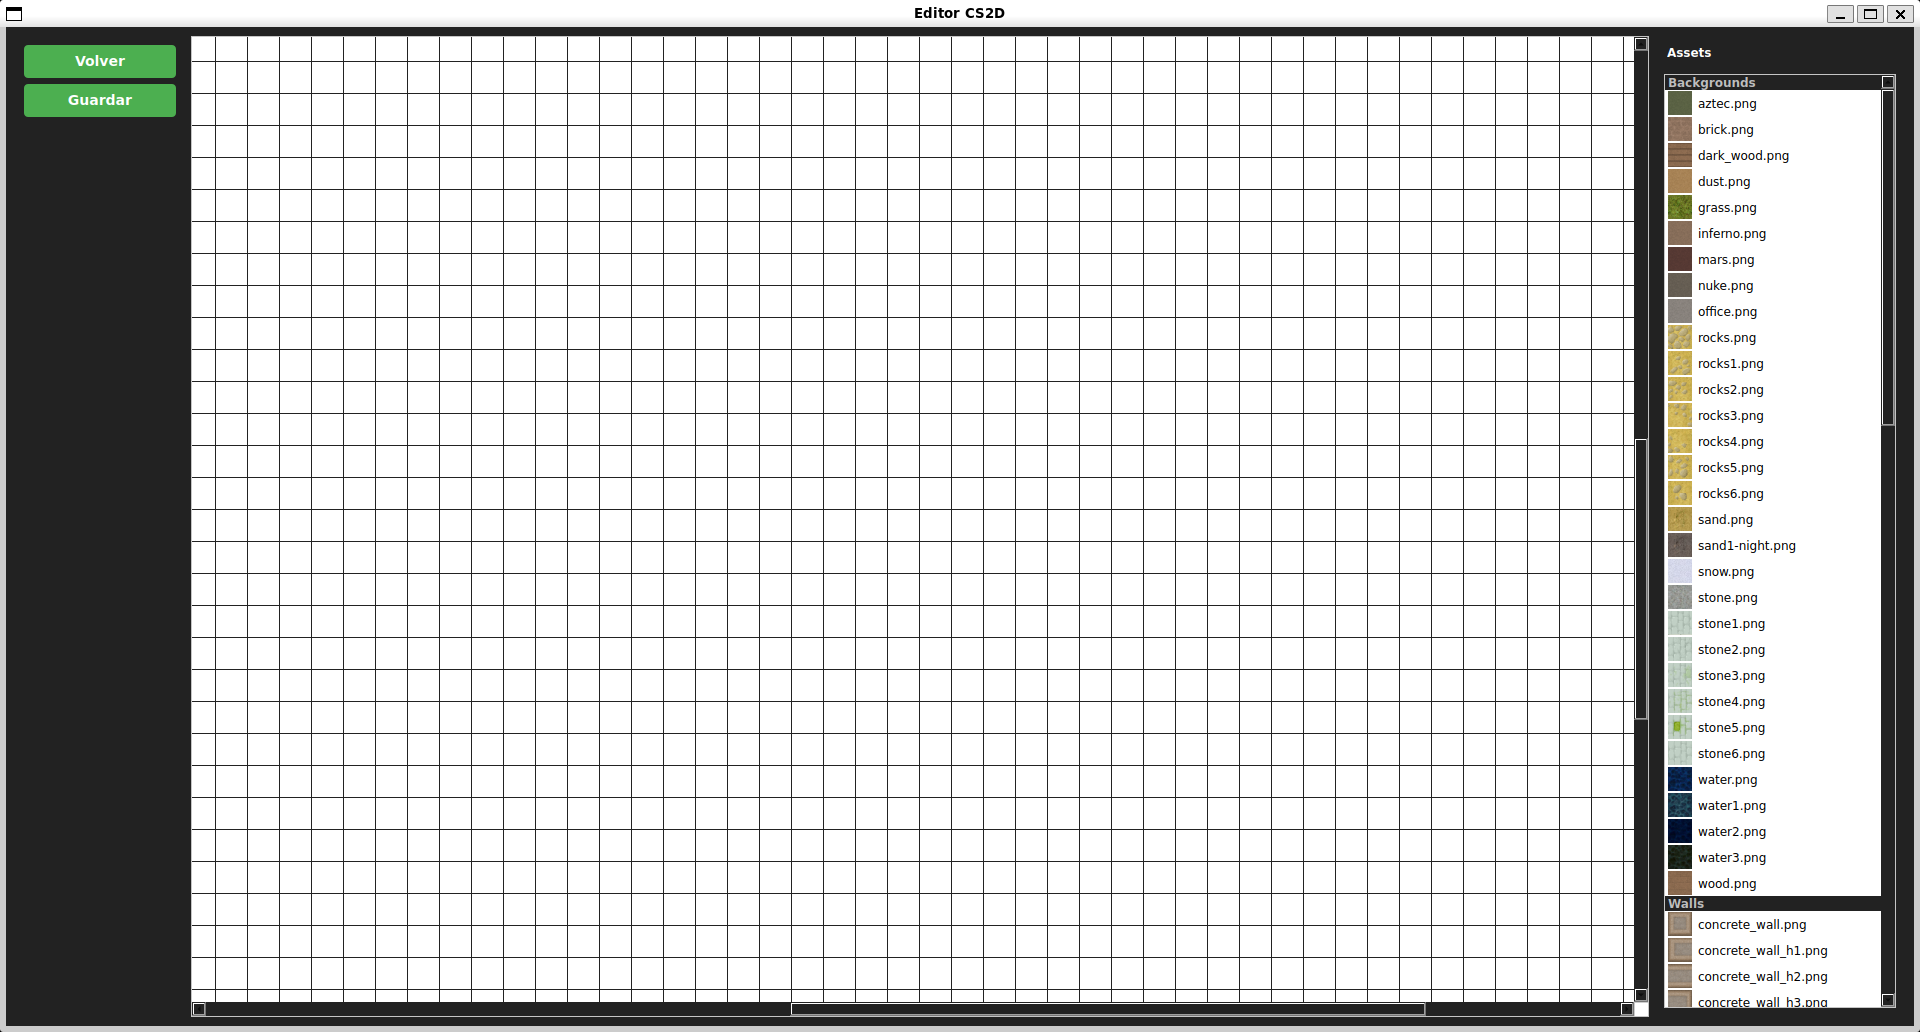 Editor CS2D
Volver
Guardar
Assets
Backgrounds
aztec.png
brick.png
dark_wood.png
dust.png
grass.png
inferno.png
mars.png
nuke.png
office.png
rocks.png
rocks1.png
rocks2.png
rocks3.png
rocks4.png
rocks5.png
rocks6.png
sand.png
sand1-night.png
snow.png
stone.png
stone1.png
stone2.png
stone3.png
stone4.png
stone5.png
stone6.png
water.png
water1.png
water2.png
water3.png
wood.png
Walls
concrete_wall.png
concrete_wall_h1.png
concrete_wall_h2.png
concrete_wall_h3.png